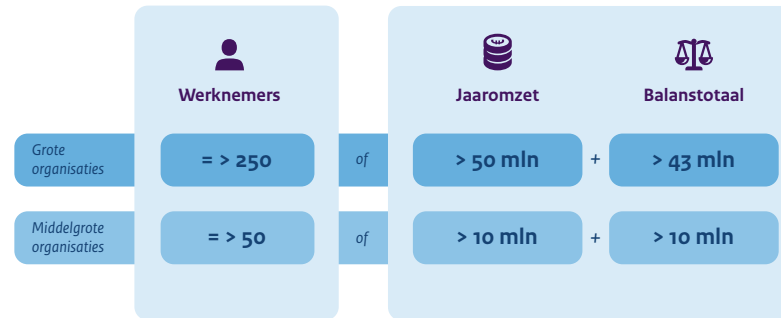 Werknemers
Jaaromzet
Balanstotaal
Grote
organisaties
= > 250
of
> 50 mln
+
> 43 mln
Middelgrote
organisaties
= > 50
of
> 10 mln
+
> 10 mln